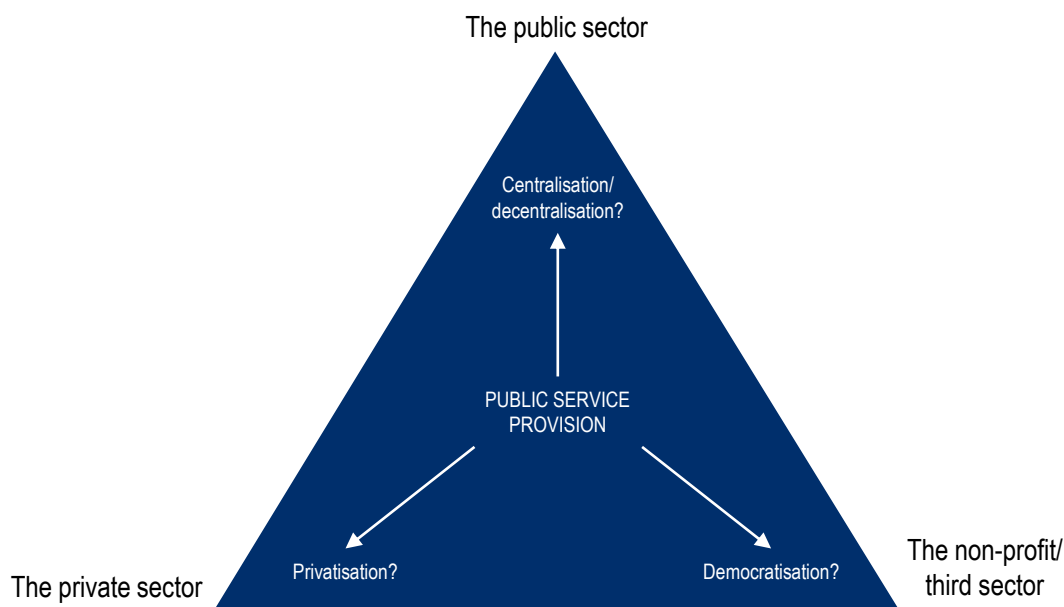 The public sector
Centralisation/
decentralisation?
PUBLIC SERVICE
PROVISION
Privatisation?
Democratisation?
The private sector
The non-profit/
third sector